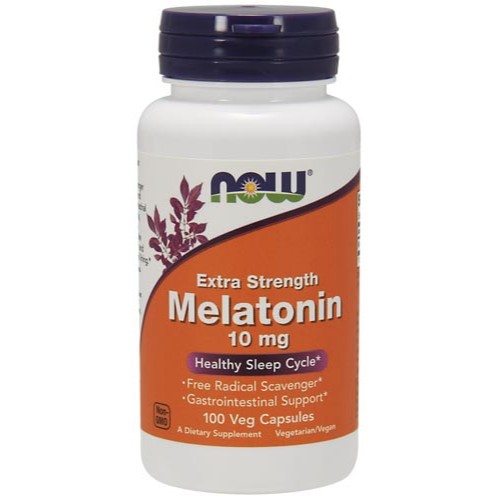 NOW®
Extra Strength
Melatonin
10 mg
Healthy Sleep Cycle*
•Free Radical Scavenger*
•Gastrointestinal Support*
100 Veg Capsules
Non-
GMO
A Dietary Supplement Vegetarian/Vegan